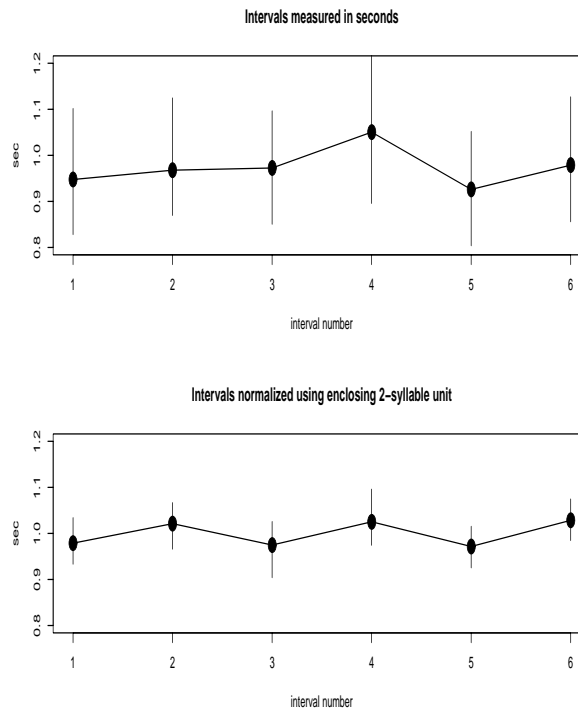 Intervals measured in seconds
1.2
1.1
1.0
0.9
0.8
sec
1 2 3 4 5 6
interval number
Intervals normalized using enclosing 2−syllable unit
1.2
1.1
1.0
0.9
0.8
sec
1 2 3 4 5 6
interval number